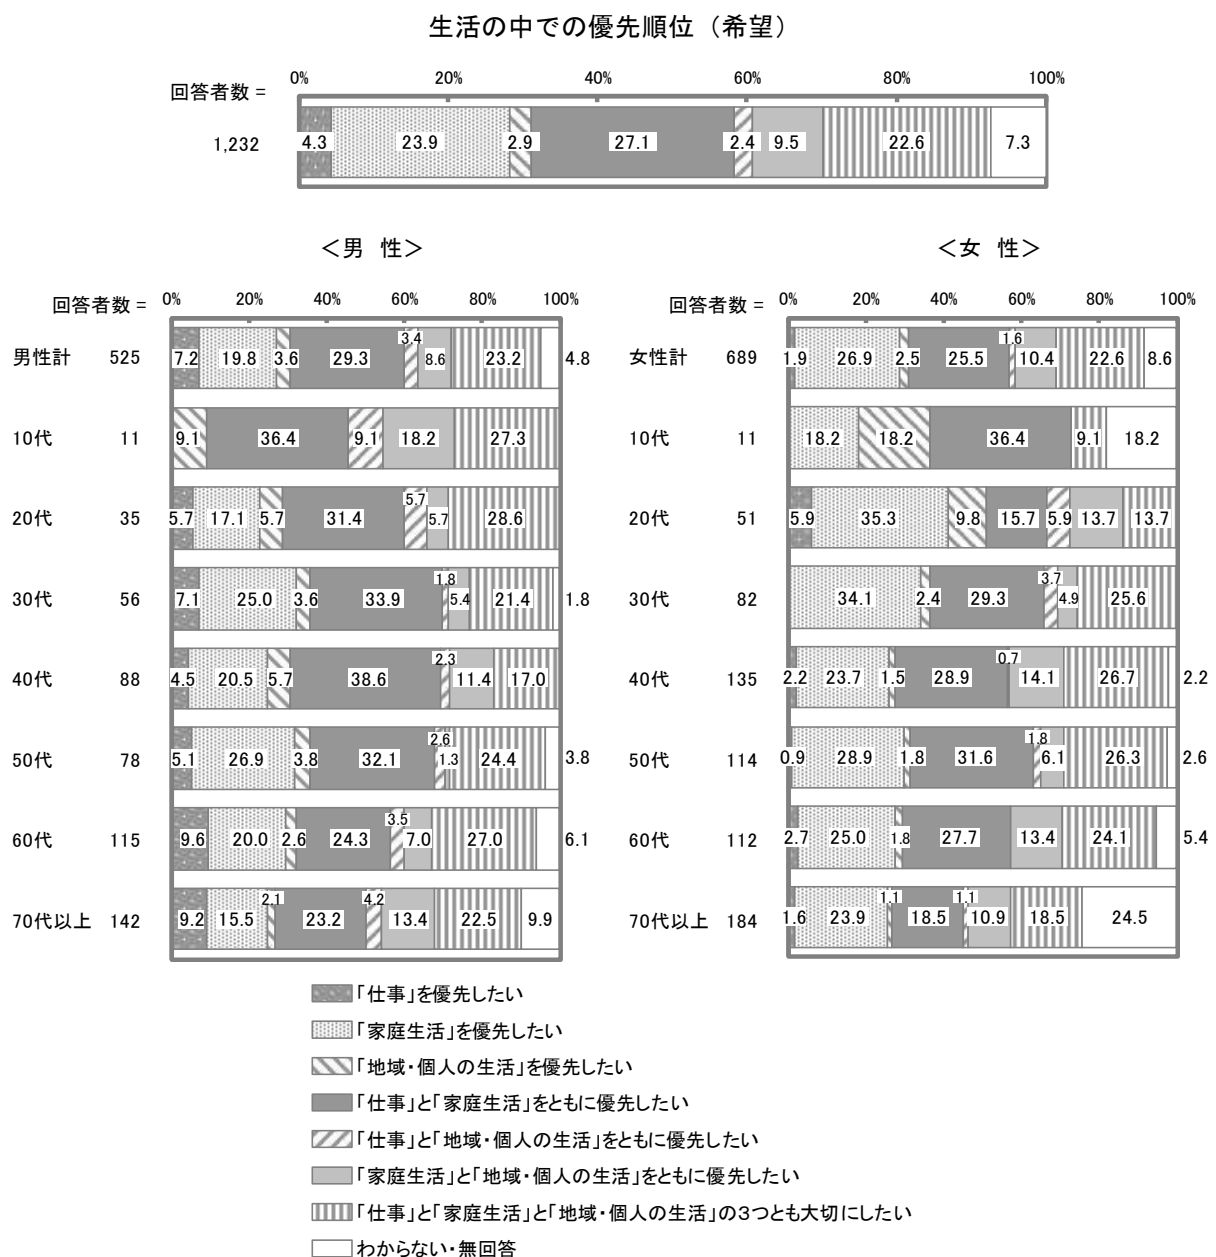 生活の中での優先順位（希望）
回答者数 = 0% 20% 40% 60% 80% 100%
1,232 4.3 23.9 2.9 27.1 2.4 9.5 22.6 7.3
＜男 性＞
回答者数 = 0% 20% 40% 60% 80% 100%
男性計 525 7.2 19.8 3.6 29.3 3.4 8.6 23.2 4.8
10代 11 9.1 36.4 9.1 18.2 27.3
20代 35 5.7 17.1 5.7 31.4 5.7 5.7 28.6
30代 56 7.1 25.0 3.6 33.9 1.8 5.4 21.4 1.8
40代 88 4.5 20.5 5.7 38.6 2.3 11.4 17.0
50代 78 5.1 26.9 3.8 32.1 2.6 1.3 24.4 3.8
60代 115 9.6 20.0 2.6 24.3 3.5 7.0 27.0 6.1
70代以上 142 9.2 15.5 2.1 23.2 4.2 13.4 22.5 9.9
＜女 性＞
回答者数 = 0% 20% 40% 60% 80% 100%
女性計 689 1.9 26.9 2.5 25.5 1.6 10.4 22.6 8.6
10代 11 18.2 18.2 36.4 9.1 18.2
20代 51 5.9 35.3 9.8 15.7 5.9 13.7 13.7
30代 82 34.1 2.4 29.3 3.7 4.9 25.6
40代 135 2.2 23.7 1.5 28.9 0.7 14.1 26.7 2.2
50代 114 0.9 28.9 1.8 31.6 1.8 6.1 26.3 2.6
60代 112 2.7 25.0 1.8 27.7 13.4 24.1 5.4
70代以上 184 1.6 23.9 1.1 18.5 1.1 10.9 18.5 24.5
「仕事」を優先したい
「家庭生活」を優先したい
「地域・個人の生活」を優先したい
「仕事」と「家庭生活」をともに優先したい
「仕事」と「地域・個人の生活」をともに優先したい
「家庭生活」と「地域・個人の生活」をともに優先したい
「仕事」と「家庭生活」と「地域・個人の生活」の3つとも大切にしたい
わからない・無回答